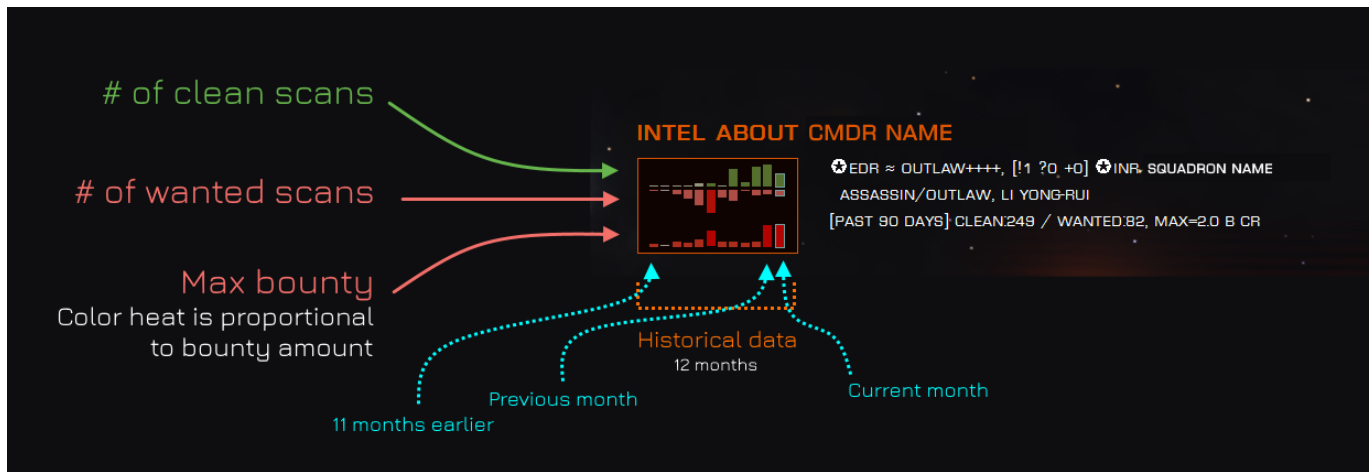 # of clean scans
# of wanted scans
Max bounty
Color heat is proportional
to bounty amount
INTEL ABOUT CMDR NAME
✪EDR ≈ OUTLAW++++, [!1 ?0 +0] ✪INR SQUADRON NAME
ASSASSIN/OUTLAW, LI YONG-RUI
[PAST 90 DAYS]: CLEAN:249 / WANTED:82, MAX=2.0 B CR
Historical data
12 months
11 months earlier
Previous month
Current month